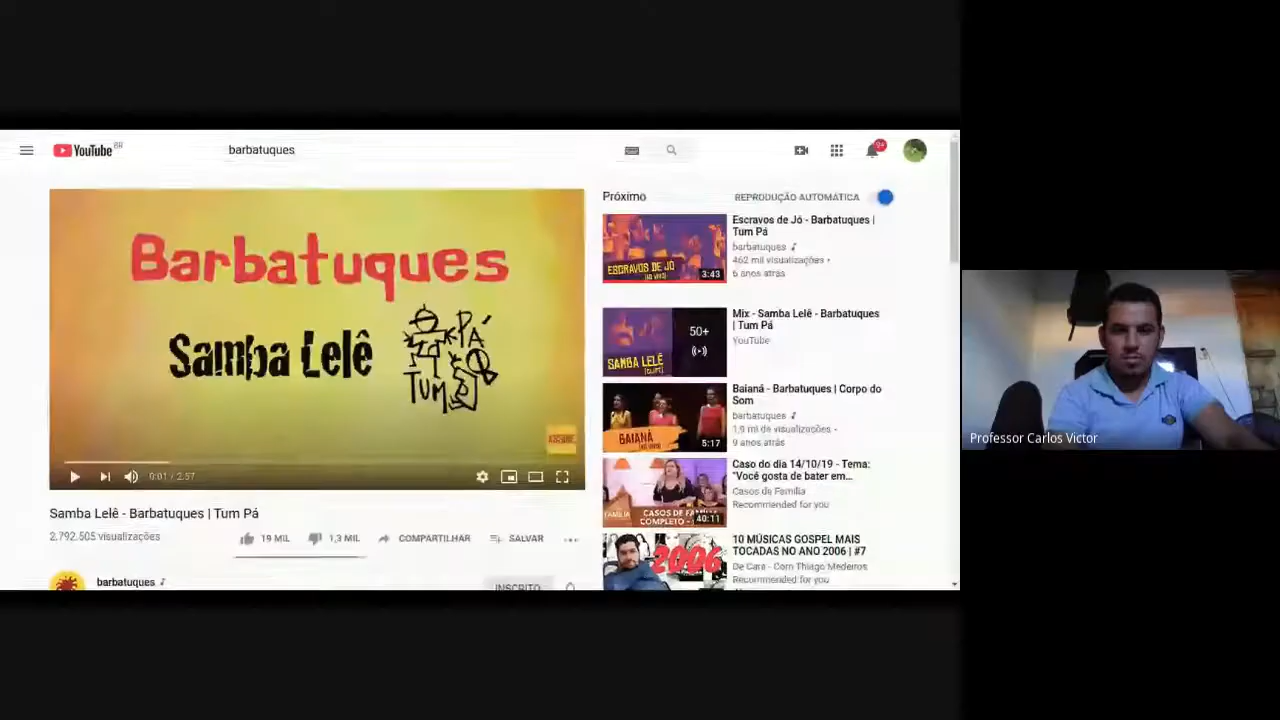 YouTube BR
barbatuques
9+
Barbatuques
Samba Lelê
PÁ
TUM
0:01 / 2:57
Samba Lelê - Barbatuques | Tum Pá
2.792.505 visualizações
19 MIL
1,3 MIL
COMPARTILHAR
SALVAR
barbatuques
INSCRITO
Próximo
REPRODUÇÃO AUTOMÁTICA
ESCRAVOS DE JÓ
3:43
Escravos de Jó - Barbatuques |
Tum Pá
barbatuques
462 mil visualizações •
6 anos atrás
SAMBA LELÊ
50+
Mix - Samba Lelê - Barbatuques
| Tum Pá
YouTube
BAIANÁ
5:17
Baianá - Barbatuques | Corpo do
Som
barbatuques
1,9 mi de visualizações •
9 anos atrás
CASOS DE FAMÍLIA
COMPLETO
40:11
Caso do dia 14/10/19 - Tema:
"Você gosta de bater em...
Casos de Família
Recommended for you
2006
10 MÚSICAS GOSPEL MAIS
TOCADAS NO ANO 2006 | #7
De Cara - Com Thiago Medeiros
Recommended for you
Professor Carlos Victor